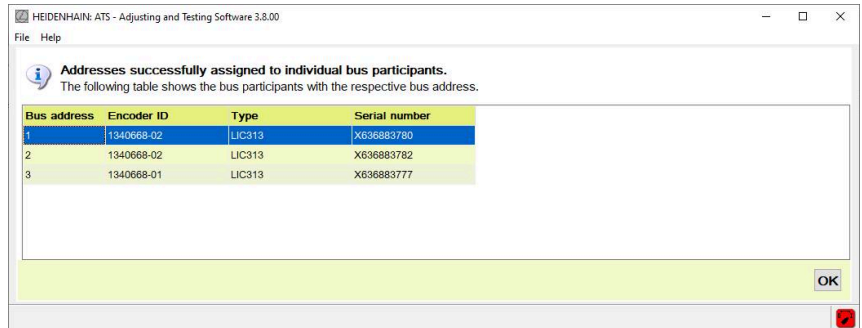 HEIDENHAIN: ATS - Adjusting and Testing Software 3.8.00
File Help
Addresses successfully assigned to individual bus participants.
The following table shows the bus participants with the respective bus address.
Bus address Encoder ID Type Serial number
1 1340668-02 LIC313 X636883780
2 1340668-02 LIC313 X636883782
3 1340668-01 LIC313 X636883777
OK